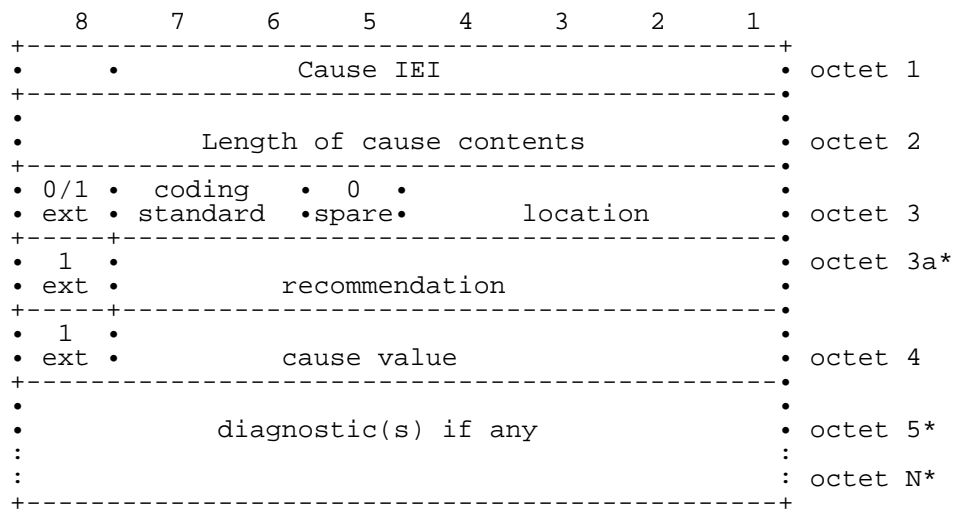 8 7 6 5 4 3 2 1
+-----------------------------------------------+
• • Cause IEI • octet 1
+-----------------------------------------------•
• •
• Length of cause contents • octet 2
+-----------------------------------------------•
• 0/1 • coding • 0 • •
• ext • standard •spare• location • octet 3
+-----+-----------------------------------------•
• 1 • • octet 3a*
• ext • recommendation •
+-----+-----------------------------------------•
• 1 • •
• ext • cause value • octet 4
+-----------------------------------------------•
• •
• diagnostic(s) if any • octet 5*
: :
: : octet N*
+-----------------------------------------------+